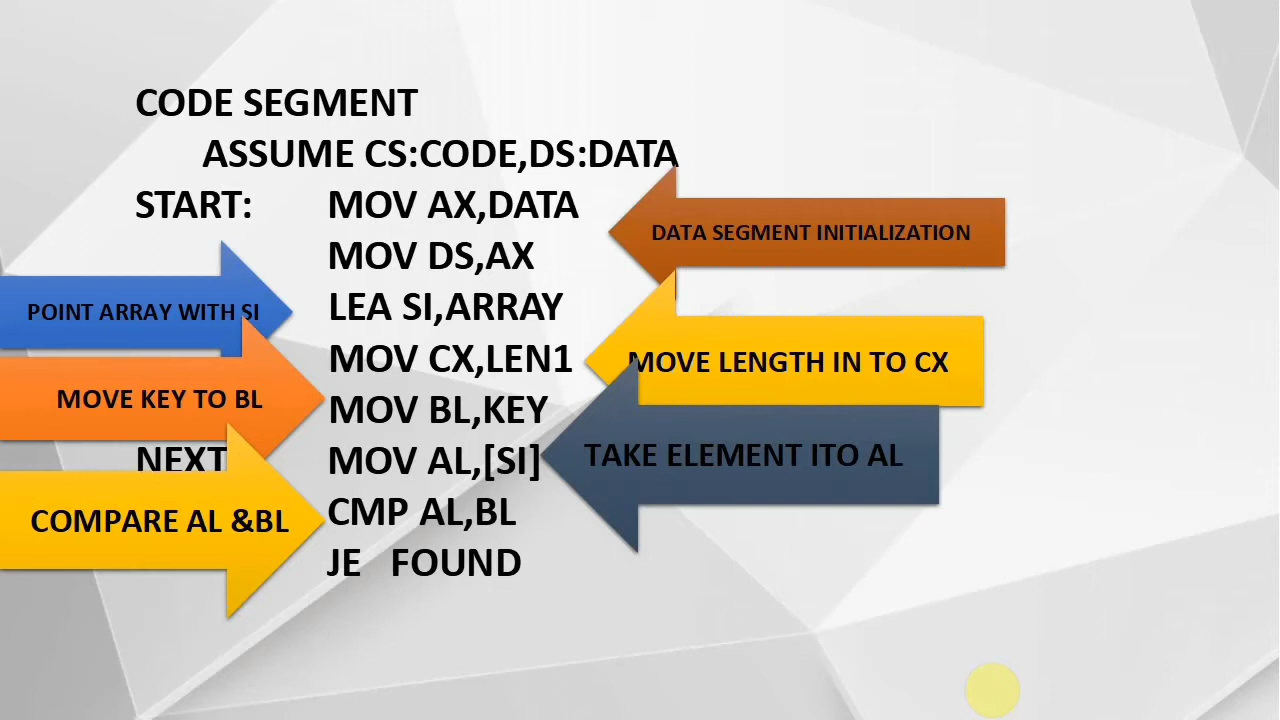 CODE SEGMENT
ASSUME CS:CODE,DS:DATA
START: MOV AX,DATA
DATA SEGMENT INITIALIZATION
MOV DS,AX
POINT ARRAY WITH SI
LEA SI,ARRAY
MOV CX,LEN1
MOVE LENGTH IN TO CX
MOVE KEY TO BL
MOV BL,KEY
NEXT MOV AL,[SI]
TAKE ELEMENT ITO AL
COMPARE AL &BL
CMP AL,BL
JE FOUND